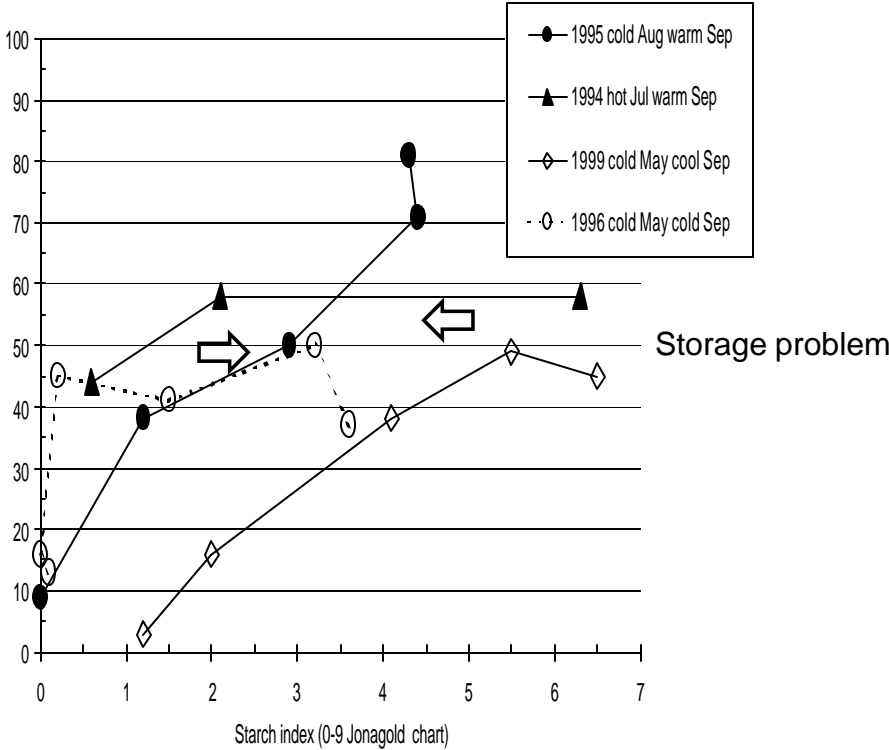 1995 cold Aug warm Sep
1994 hot Jul warm Sep
1999 cold May cool Sep
1996 cold May cold Sep
100
90
80
70
60
50
40
30
20
10
0
Storage problem
0 1 2 3 4 5 6 7
Starch index (0-9 Jonagold chart)